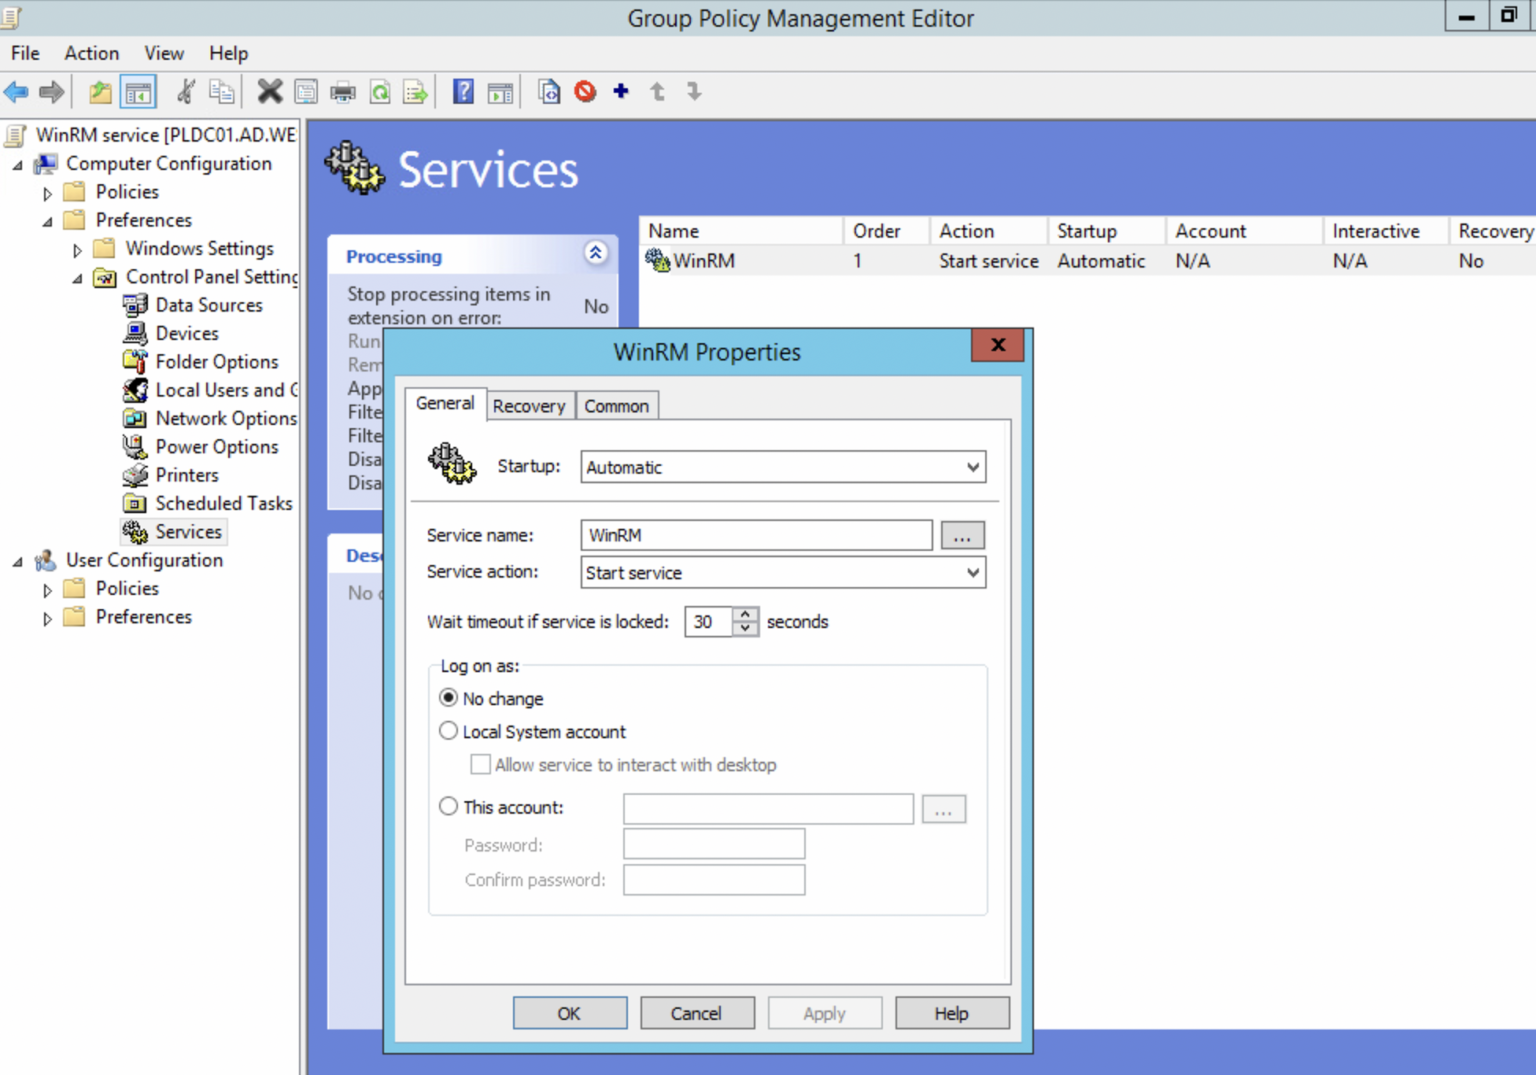 Group Policy Management Editor
File Action View Help
WinRM service [PLDC01.AD.WE
Computer Configuration
Policies
Preferences
Windows Settings
Control Panel Setting
Data Sources
Devices
Folder Options
Local Users and G
Network Options
Power Options
Printers
Scheduled Tasks
Services
User Configuration
Policies
Preferences
Services
Processing
Stop processing items in
extension on error:
No
Run
Rem
App
Filte
Filte
Disa
Disa
Des
No
Name Order Action Startup Account Interactive Recovery
WinRM 1 Start service Automatic N/A N/A No
WinRM Properties
General Recovery Common
Startup: Automatic
Service name: WinRM ...
Service action: Start service
Wait timeout if service is locked: 30 seconds
Log on as:
No change
Local System account
Allow service to interact with desktop
This account: ...
Password:
Confirm password:
OK Cancel Apply Help